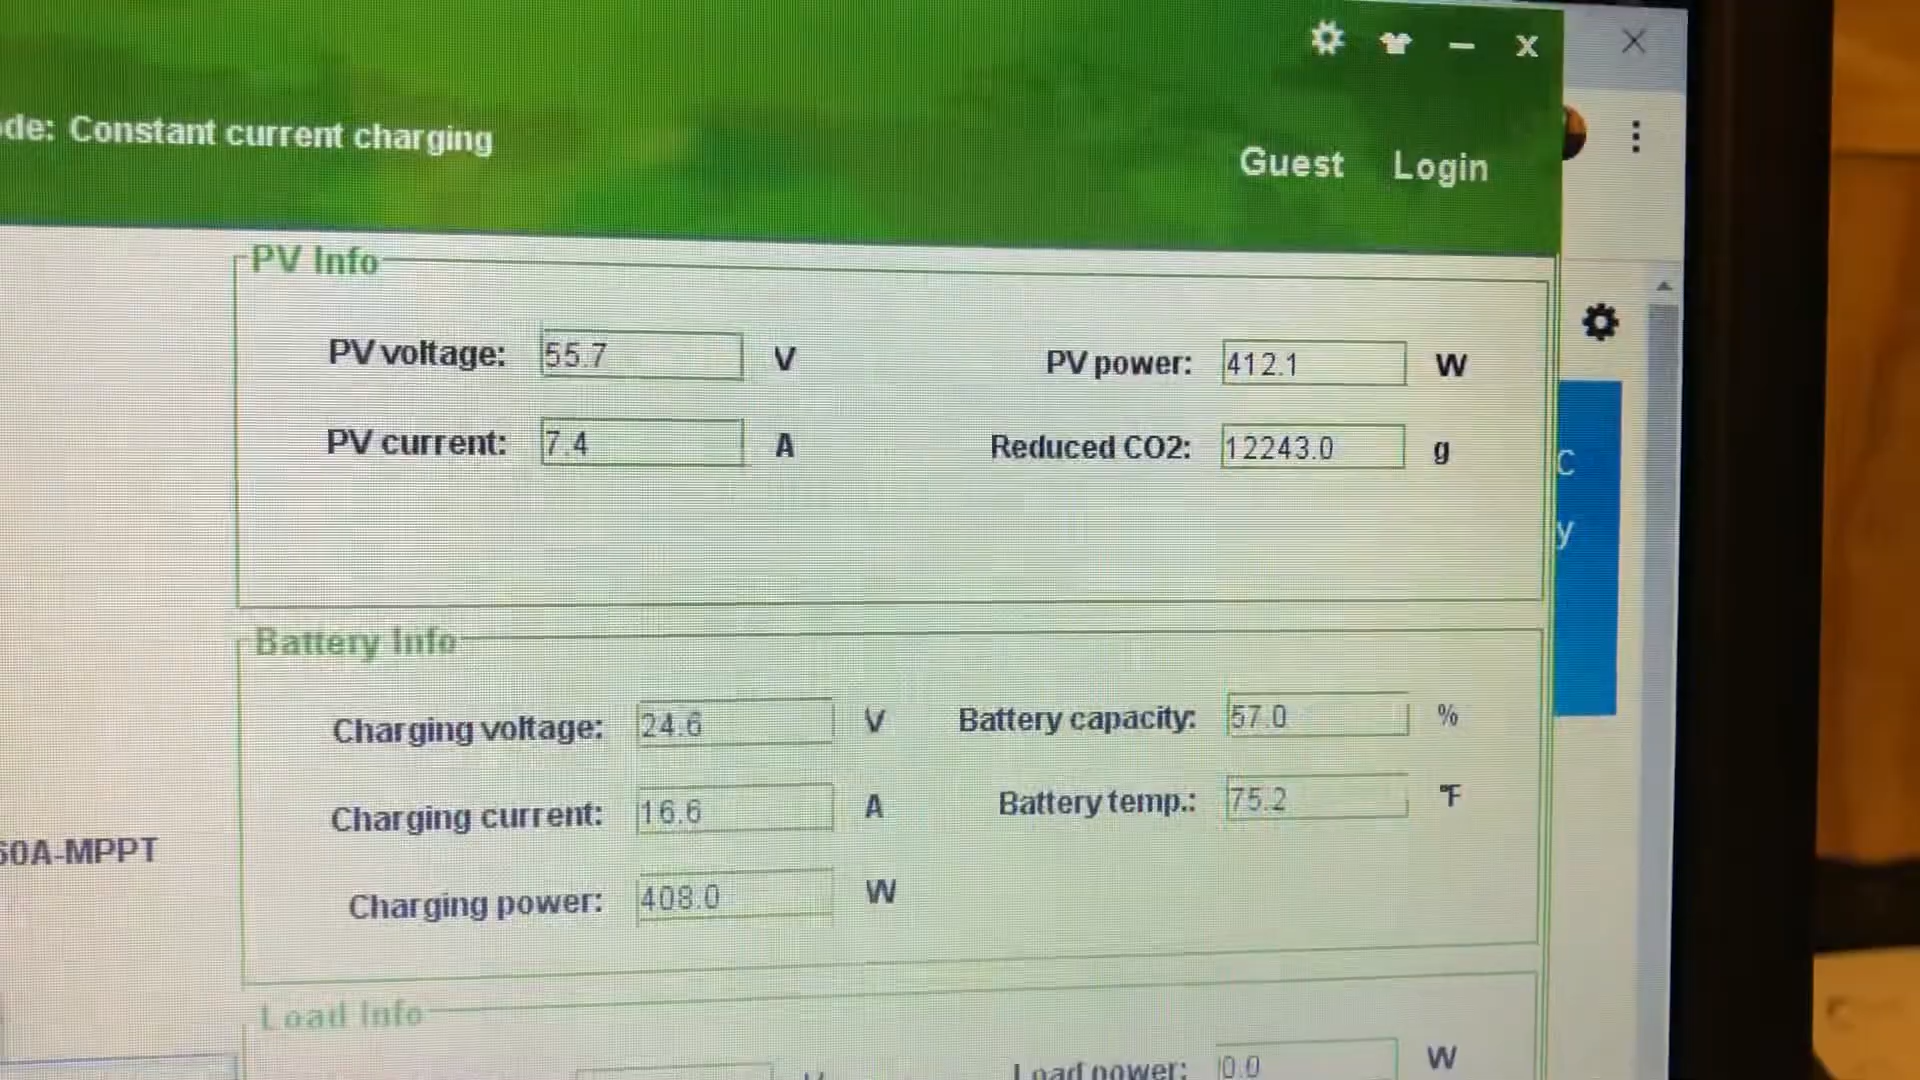 de: Constant current charging
Guest Login
PV Info
PV voltage: 55.7 V
PV power: 412.1 W
PV current: 7.4 A
Reduced CO2: 12243.0 g
c
y
Battery Info
Charging voltage: 24.6 V
Battery capacity: 57.0 %
Charging current: 16.6 A
Battery temp.: 75.2 °F
60A-MPPT
Charging power: 408.0 W
Load Info
Load power: 0.0 W